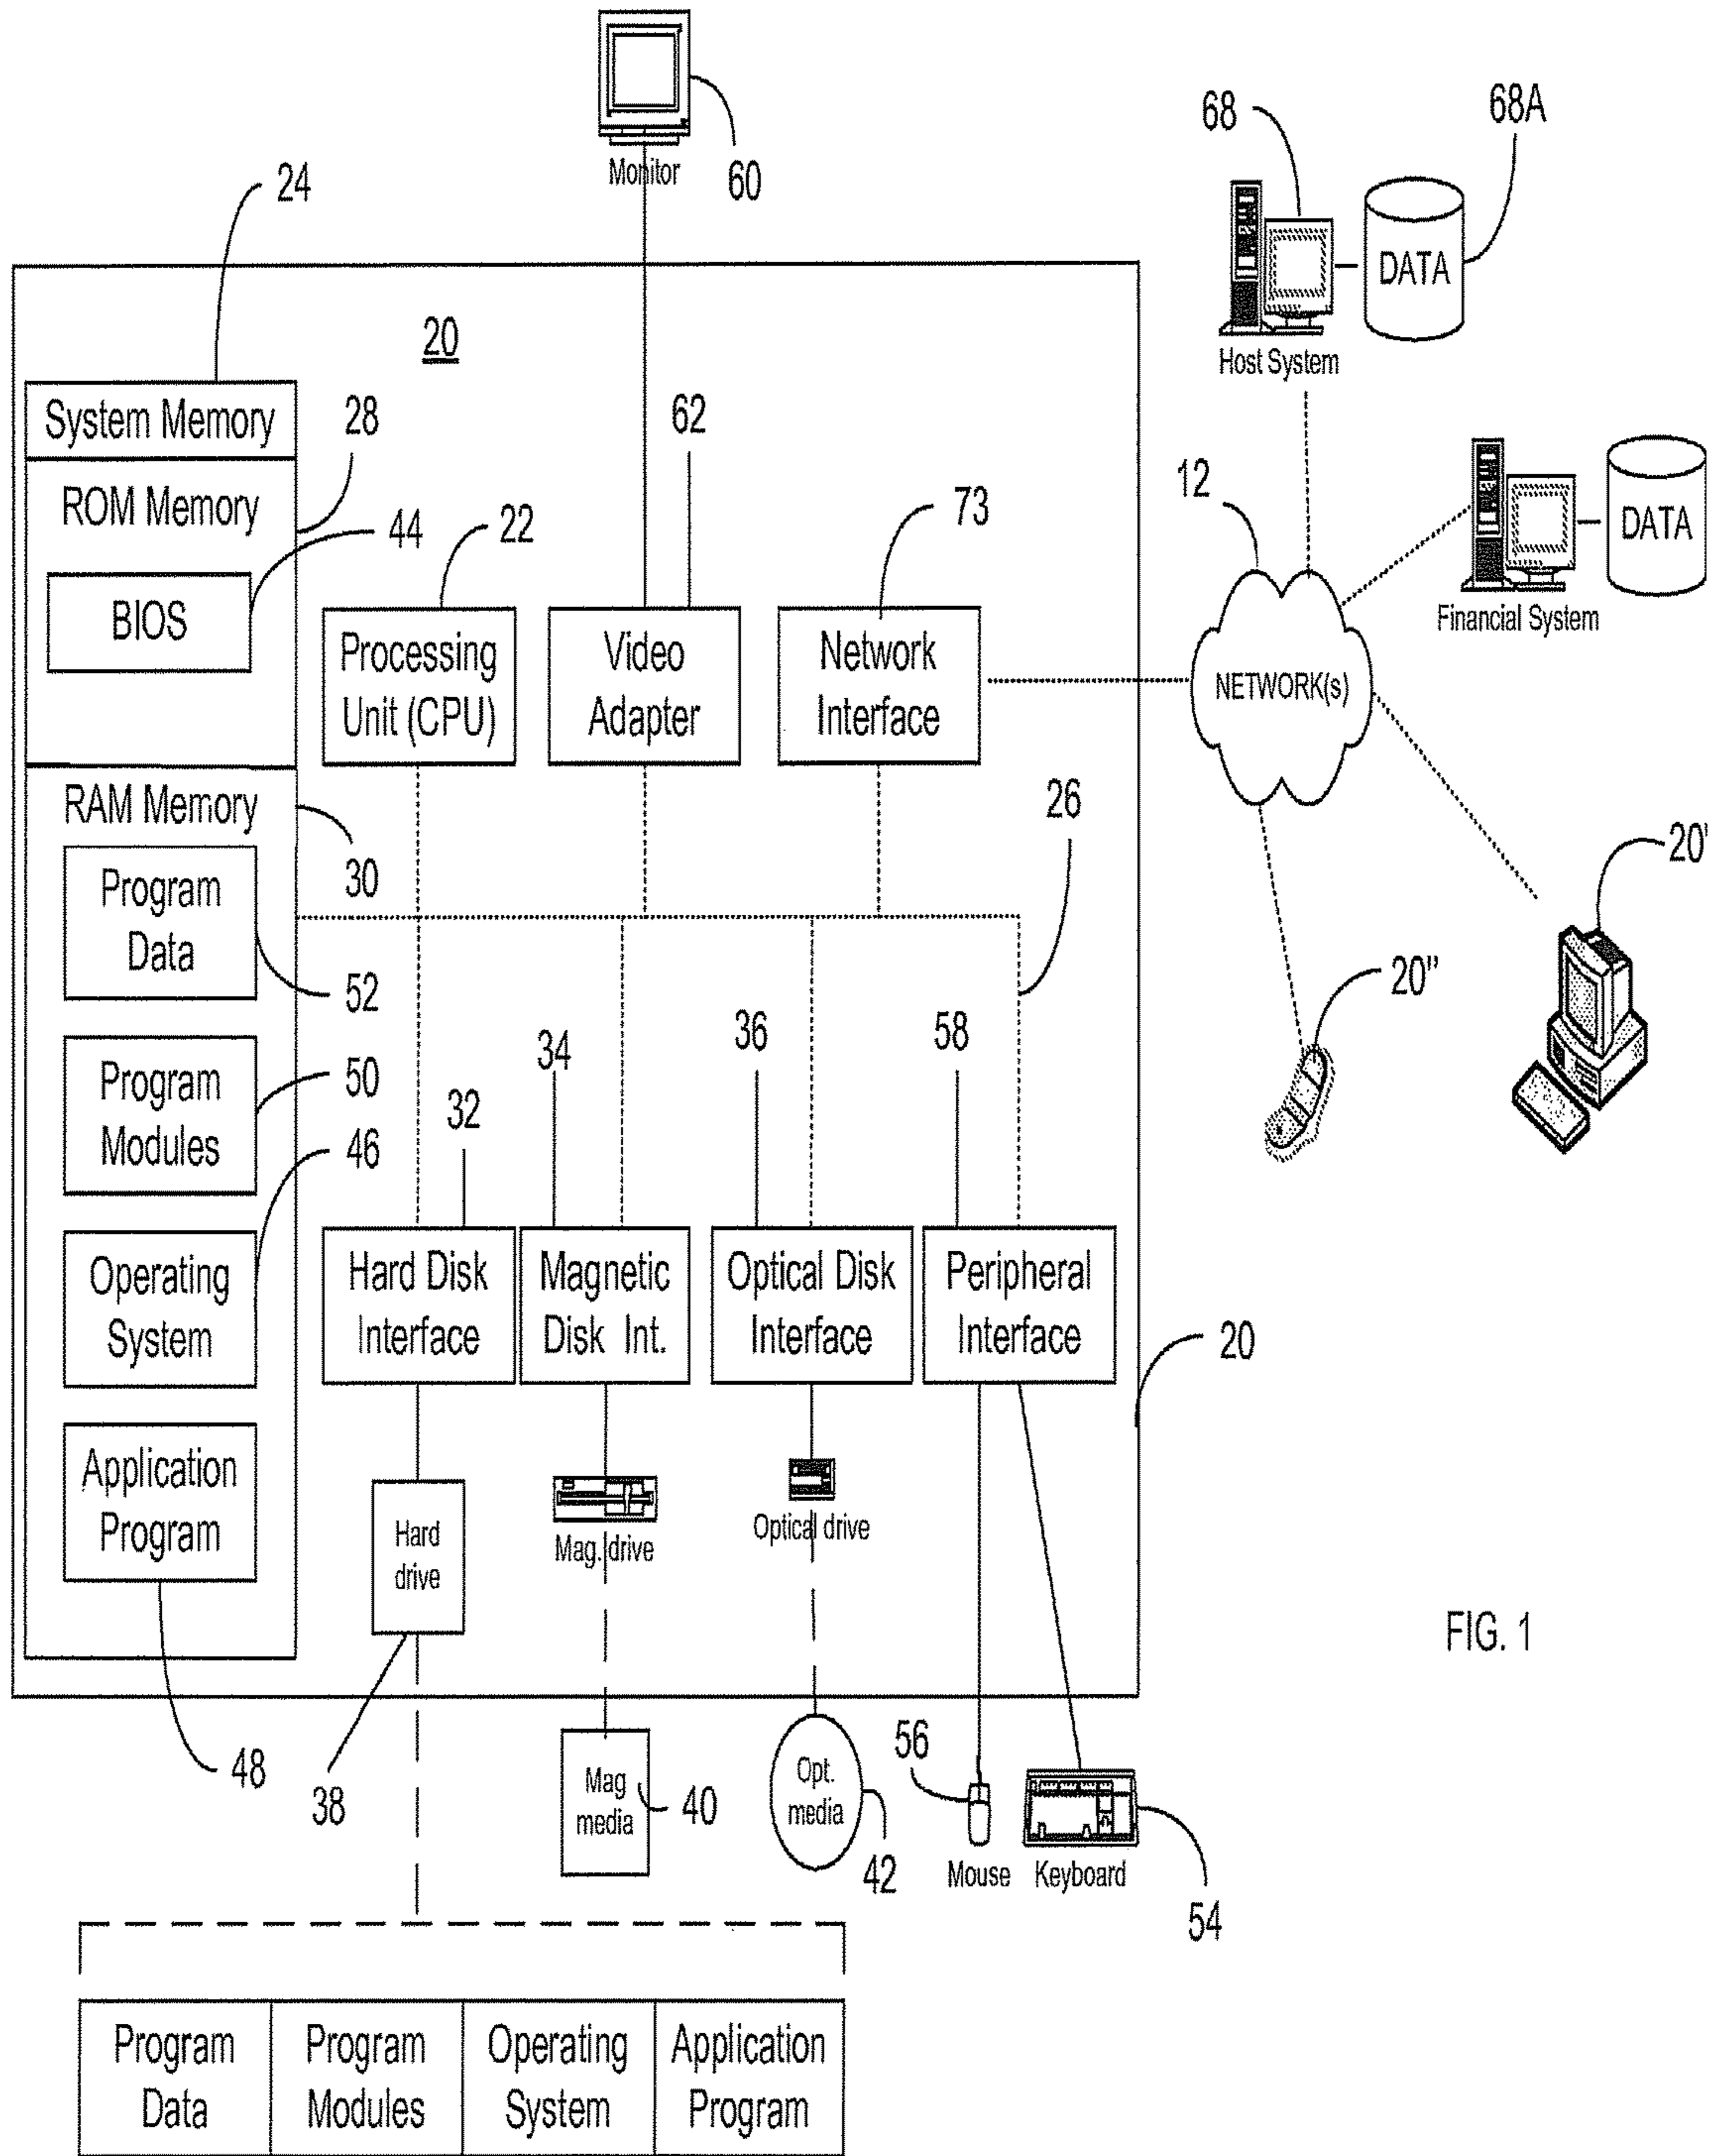 60
Monitor
68
68A
DATA
Host System
24
20
System Memory
28
62
ROM Memory
44
22
73
12
DATA
Financial System
BIOS
Processing
Unit (CPU)
Video
Adapter
Network
Interface
NETWORK(s)
RAM Memory
30
26
20'
Program
Data
52
20"
Program
Modules
50
34
36
58
32
46
Operating
System
Hard Disk
Interface
Magnetic
Disk Int.
Optical Disk
Interface
Peripheral
Interface
20
Application
Program
Hard
drive
Mag. drive
Optical drive
FIG. 1
48
38
Mag
media
40
Opt.
media
42
56
Mouse
Keyboard
54
Program
Data
Program
Modules
Operating
System
Application
Program